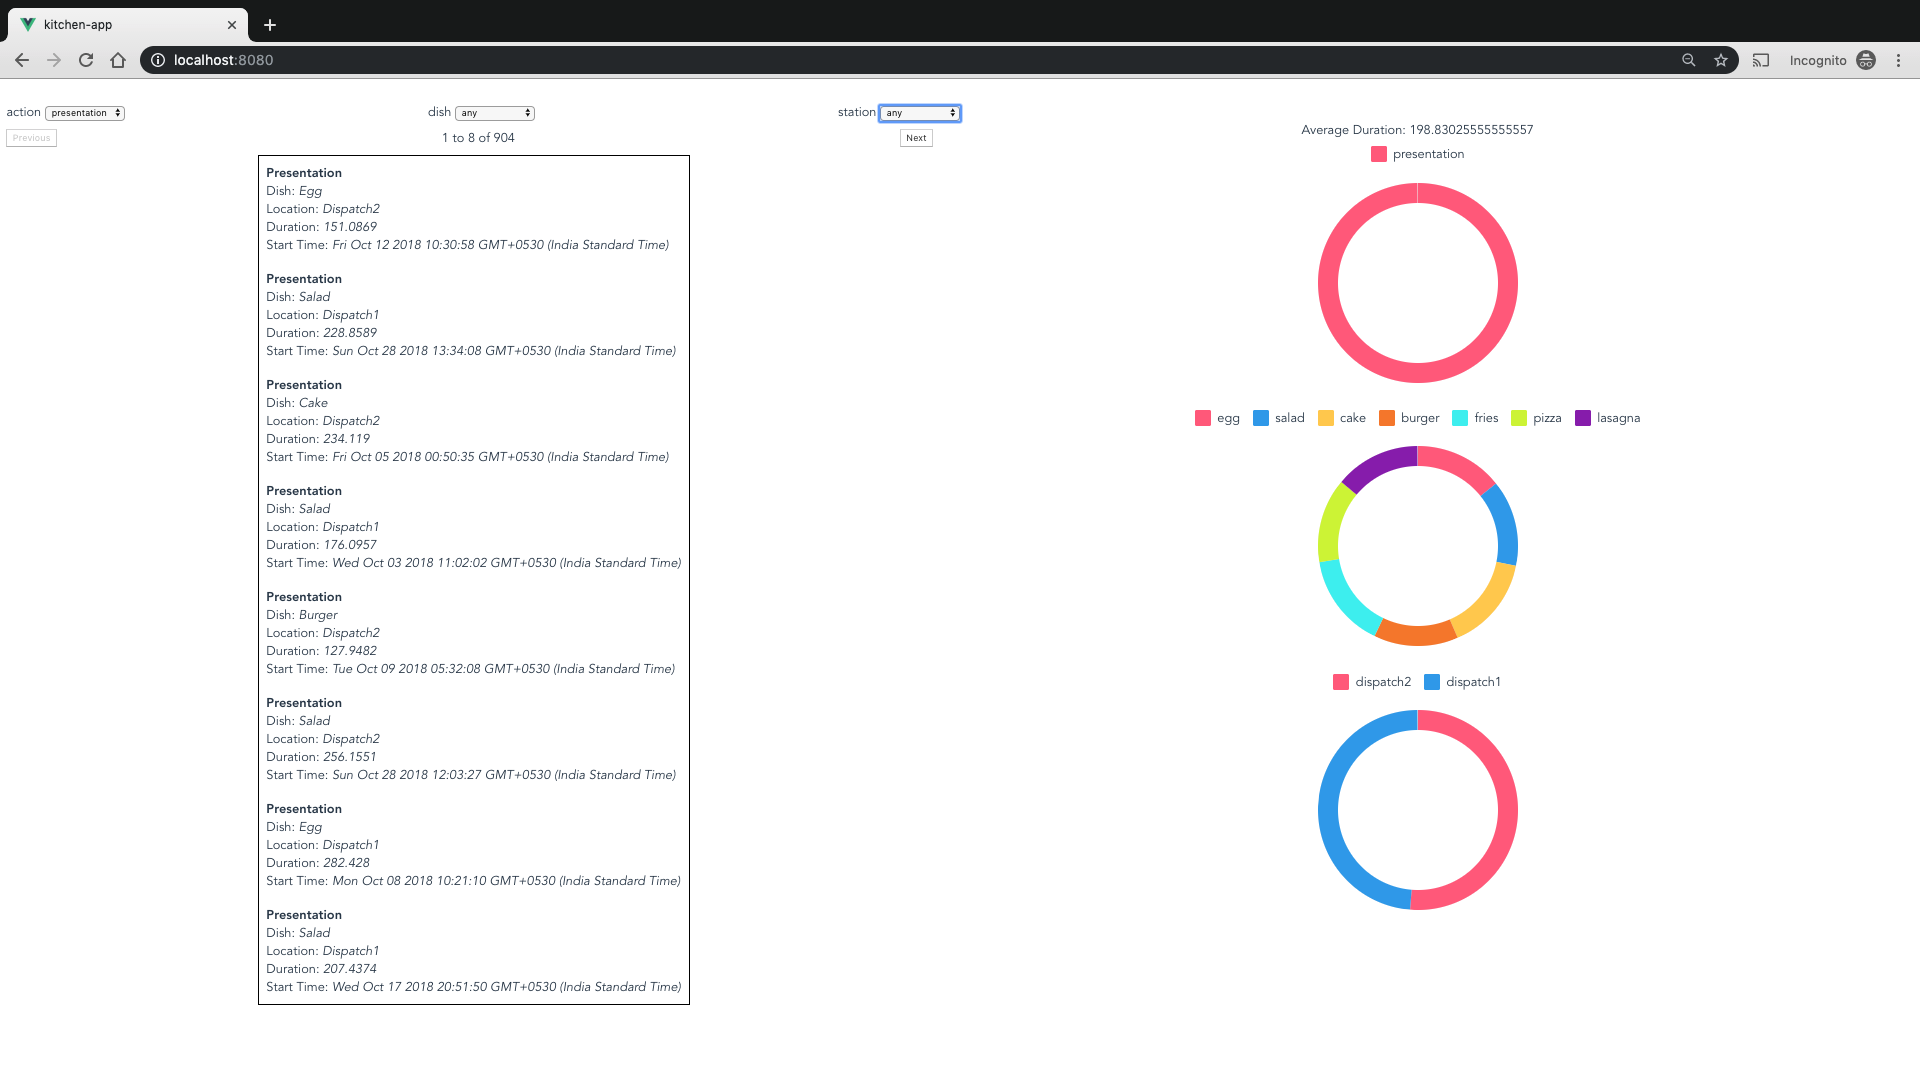 kitchen-app
localhost:8080
Incognito
action presentation
dish any
station any
Previous
1 to 8 of 904
Next
Presentation
Dish: Egg
Location: Dispatch2
Duration: 151.0869
Start Time: Fri Oct 12 2018 10:30:58 GMT+0530 (India Standard Time)
Presentation
Dish: Salad
Location: Dispatch1
Duration: 228.8589
Start Time: Sun Oct 28 2018 13:34:08 GMT+0530 (India Standard Time)
Presentation
Dish: Cake
Location: Dispatch2
Duration: 234.119
Start Time: Fri Oct 05 2018 00:50:35 GMT+0530 (India Standard Time)
Presentation
Dish: Salad
Location: Dispatch1
Duration: 176.0957
Start Time: Wed Oct 03 2018 11:02:02 GMT+0530 (India Standard Time)
Presentation
Dish: Burger
Location: Dispatch2
Duration: 127.9482
Start Time: Tue Oct 09 2018 05:32:08 GMT+0530 (India Standard Time)
Presentation
Dish: Salad
Location: Dispatch2
Duration: 256.1551
Start Time: Sun Oct 28 2018 12:03:27 GMT+0530 (India Standard Time)
Presentation
Dish: Egg
Location: Dispatch1
Duration: 282.428
Start Time: Mon Oct 08 2018 10:21:10 GMT+0530 (India Standard Time)
Presentation
Dish: Salad
Location: Dispatch1
Duration: 207.4374
Start Time: Wed Oct 17 2018 20:51:50 GMT+0530 (India Standard Time)
Average Duration: 198.83025555555557
presentation
egg salad cake burger fries pizza lasagna
dispatch2 dispatch1